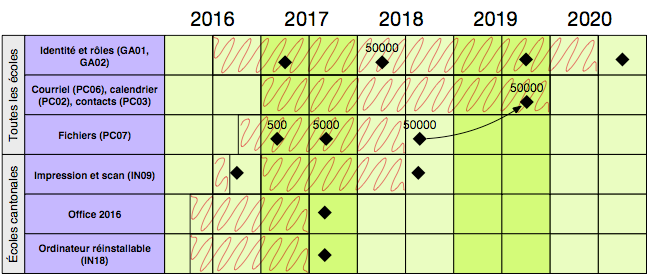 2016 2017 2018 2019 2020
Toutes les écoles
Identité et rôles (GA01,
GA02)
50000
Courriel (PC06), calendrier
(PC02), contacts (PC03)
50000
Fichiers (PC07)
500 5000 50000
Écoles cantonales
Impression et scan (IN09)
Office 2016
Ordinateur réinstallable
(IN18)